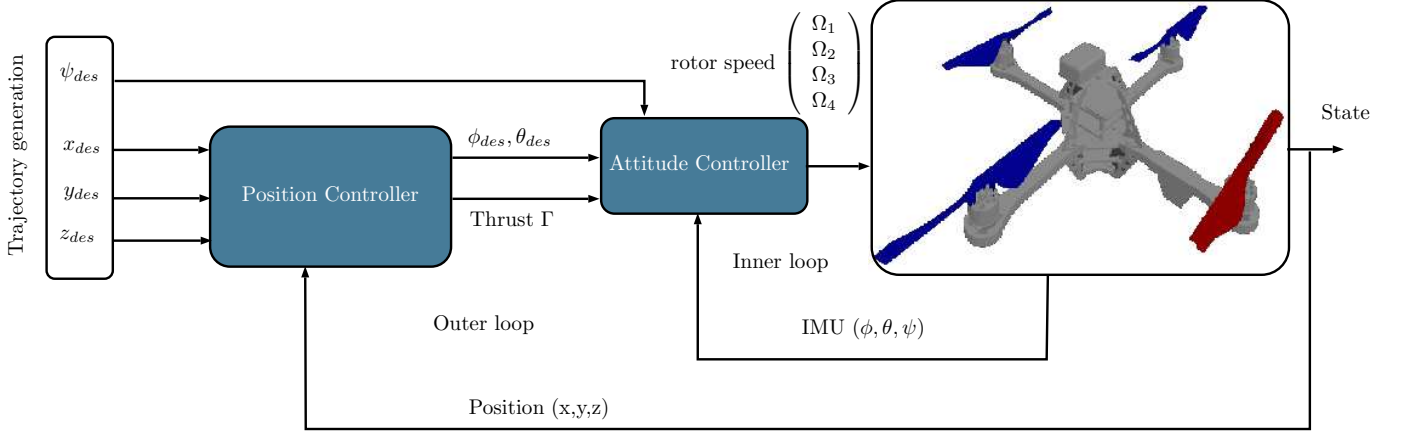 Trajectory generation
ψ_des
x_des
y_des
z_des
Position Controller
ϕ_des, θ_des
Thrust Γ
Attitude Controller
rotor speed
Ω₁
Ω₂
Ω₃
Ω₄
State
Inner loop
IMU (ϕ, θ, ψ)
Outer loop
Position (x,y,z)